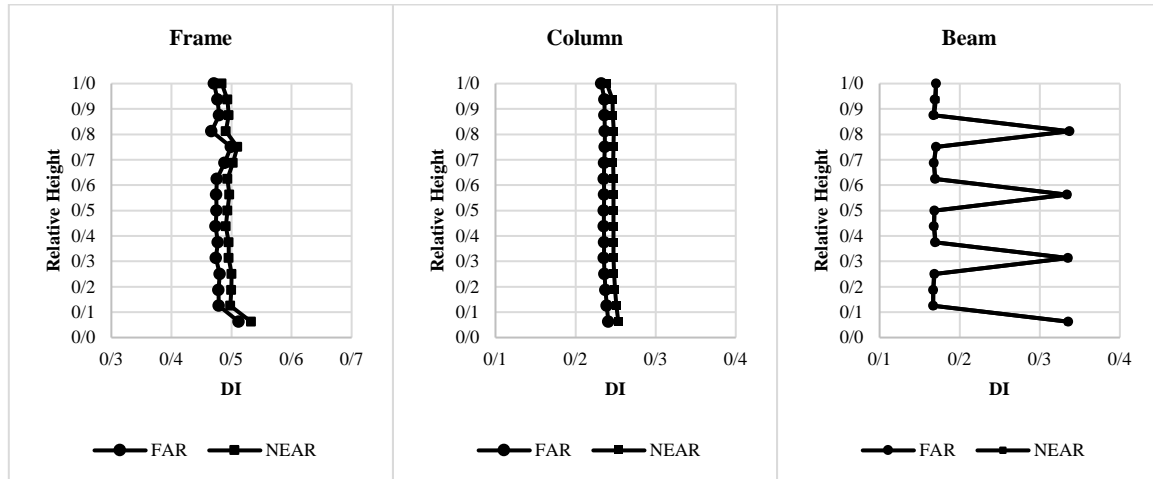 Frame
Relative Height
1/0
0/9
0/8
0/7
0/6
0/5
0/4
0/3
0/2
0/1
0/0
0/3 0/4 0/5 0/6 0/7
DI
FAR NEAR
Column
Relative Height
1/0
0/9
0/8
0/7
0/6
0/5
0/4
0/3
0/2
0/1
0/0
0/1 0/2 0/3 0/4
DI
FAR NEAR
Beam
Relative Height
1/0
0/9
0/8
0/7
0/6
0/5
0/4
0/3
0/2
0/1
0/0
0/1 0/2 0/3 0/4
DI
FAR NEAR